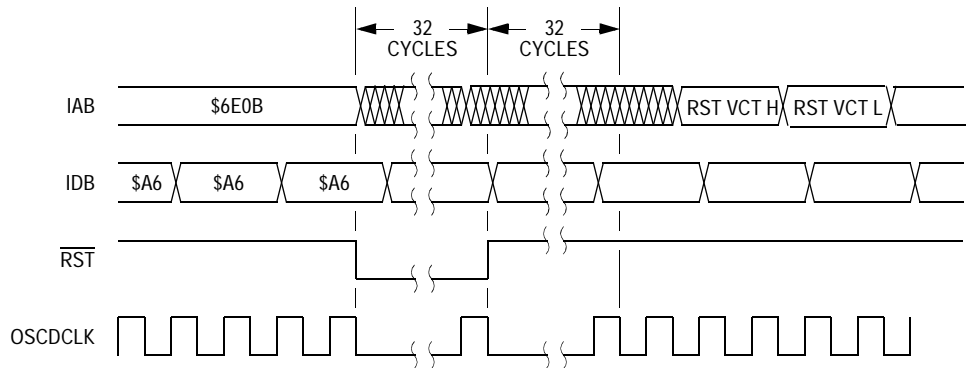 32
CYCLES
32
CYCLES
IAB
$6E0B
RST VCT H
RST VCT L
IDB
$A6
$A6
$A6
RST
OSCDCLK